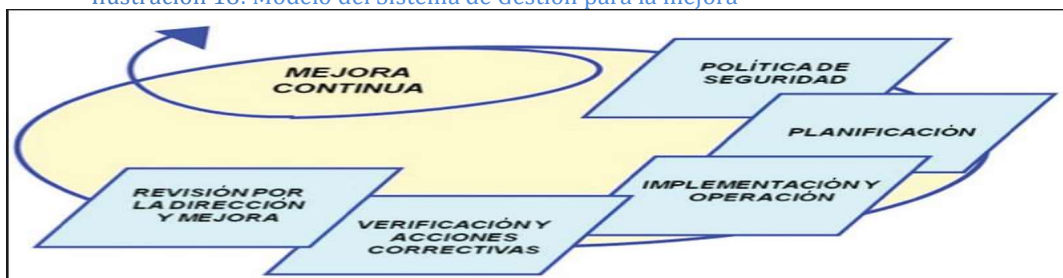 Ilustración 18: Modelo del Sistema de Gestión para la mejora
MEJORA
CONTINUA
POLÍTICA DE
SEGURIDAD
PLANIFICACIÓN
IMPLEMENTACIÓN Y
OPERACIÓN
VERIFICACIÓN Y
ACCIONES
CORRECTIVAS
REVISIÓN POR
LA DIRECCIÓN
Y MEJORA